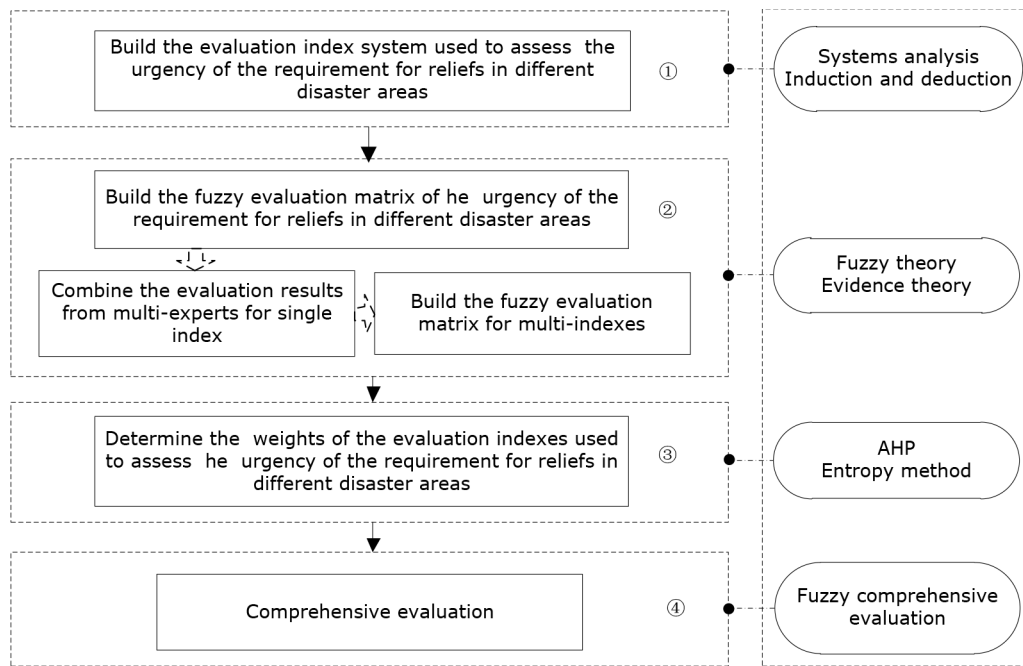 Build the evaluation index system used to assess the
urgency of the requirement for reliefs in different
disaster areas
①
Systems analysis
Induction and deduction
Build the fuzzy evaluation matrix of he urgency of the
requirement for reliefs in different disaster areas
②
Combine the evaluation results
from multi-experts for single
index
Build the fuzzy evaluation
matrix for multi-indexes
Fuzzy theory
Evidence theory
Determine the weights of the evaluation indexes used
to assess he urgency of the requirement for reliefs in
different disaster areas
③
AHP
Entropy method
Comprehensive evaluation
④
Fuzzy comprehensive
evaluation